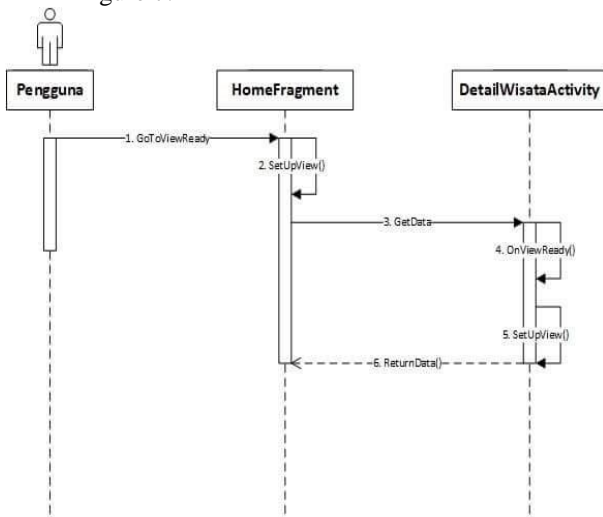 Pengguna
HomeFragment
DetailWisataActivity
1. GoToViewReady
2. SetUpView()
3. GetData
4. OnViewReady()
5. SetUpView()
6. ReturnData()